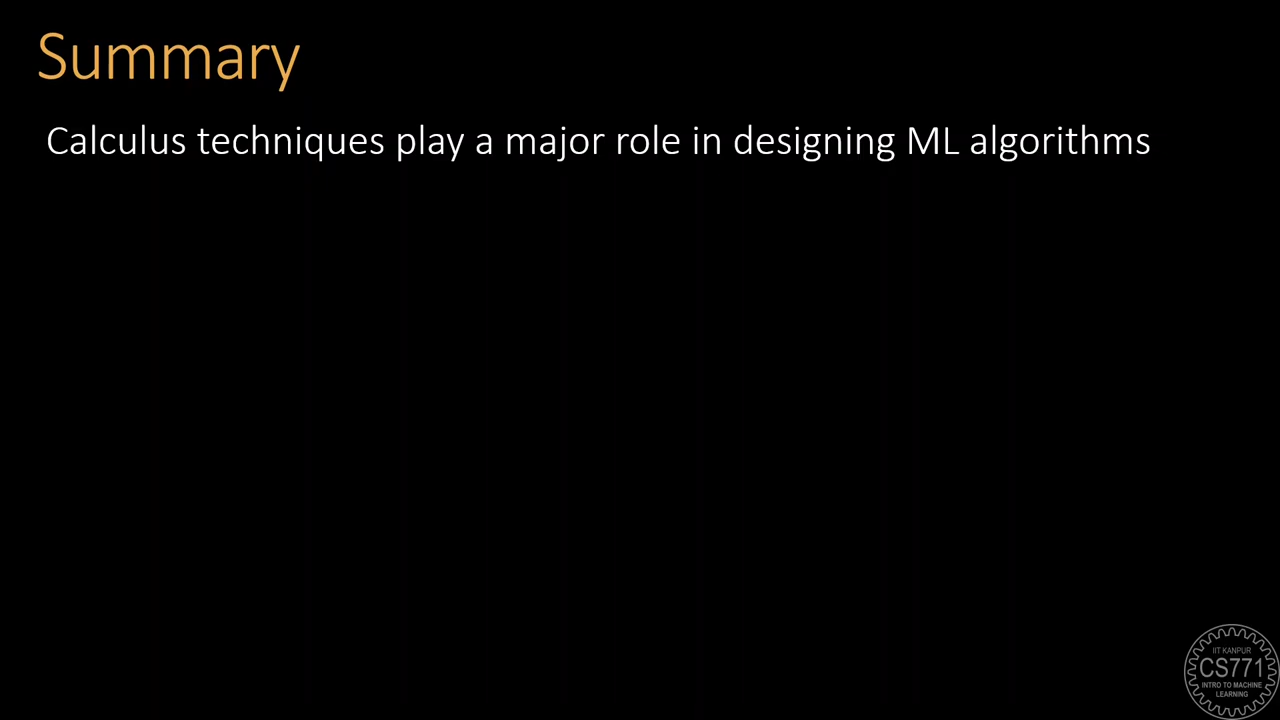 Summary
Calculus techniques play a major role in designing ML algorithms
IIT KANPUR
CS771
INTRO TO MACHINE
LEARNING